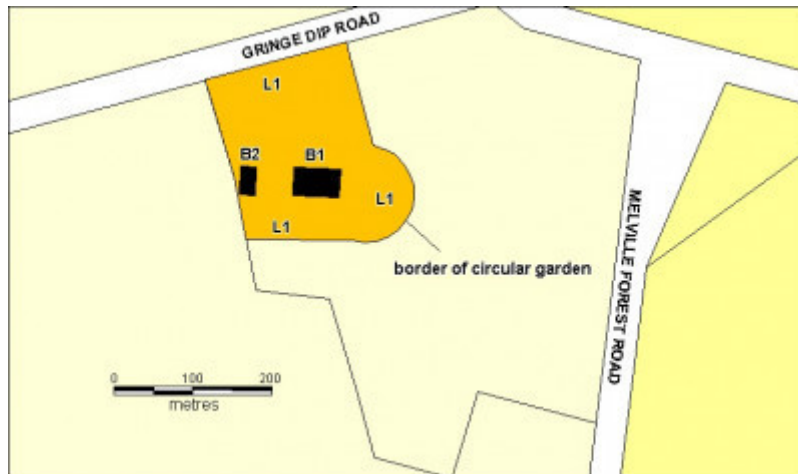 GRINGE DIP ROAD
L1
B2
B1
L1
L1
border of circular garden
MELVILLE FOREST ROAD
0 100 200
metres